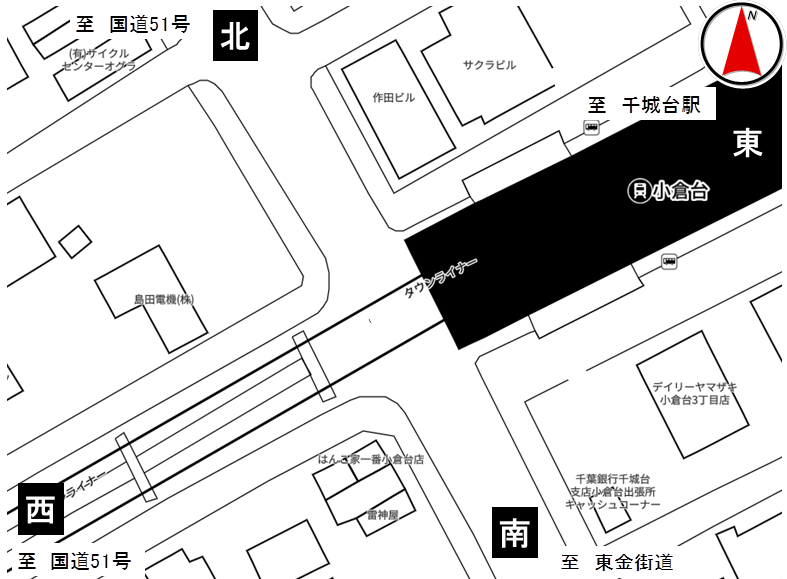 至 国道51号
北
N
(有)サイクル
センターオグラ
サクラビル
作田ビル
至 千城台駅
東
小倉台
タウンライナー
島田電機(株)
デイリーヤマザキ
小倉台3丁目店
はんこ家一番小倉台店
千葉銀行千城台
支店小倉台出張所
キャッシュコーナー
ライナー
西
雷神屋
南
至 国道51号
至 東金街道